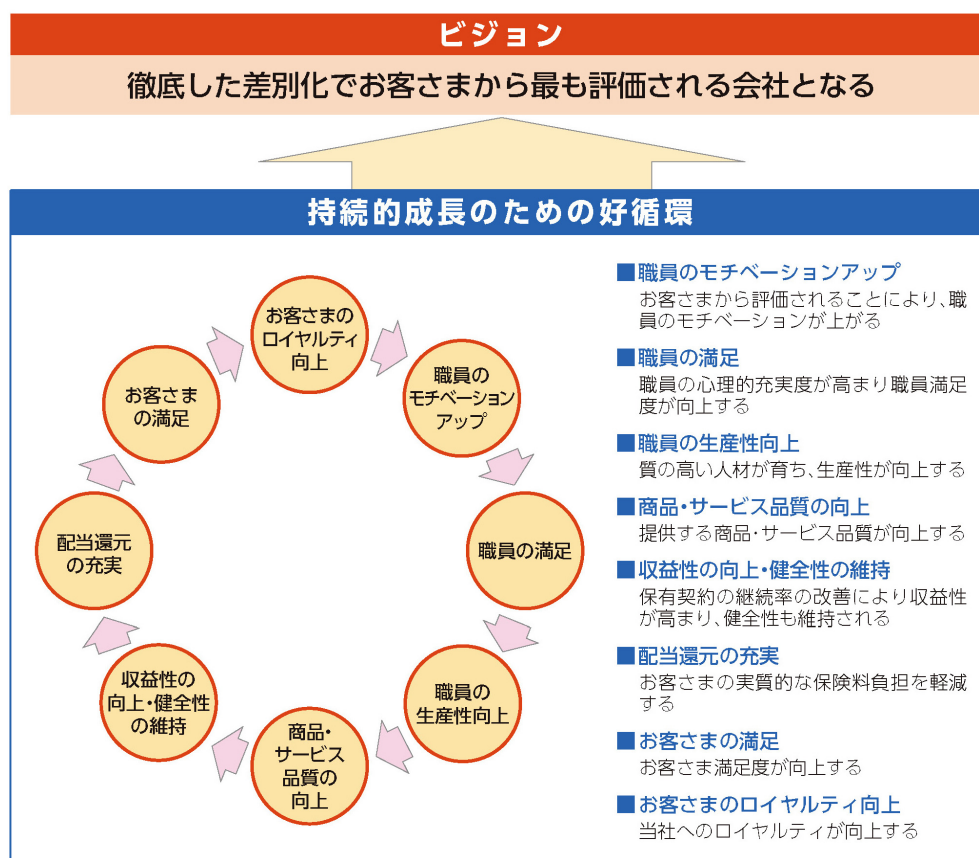 ビジョン
徹底した差別化でお客さまから最も評価される会社となる
持続的成長のための好循環
お客さまの
ロイヤルティ
向上
職員の
モチベーション
アップ
職員の満足
職員の
生産性向上
商品・
サービス
品質の
向上
収益性の
向上・健全性
の維持
配当還元
の充実
お客さま
の満足
■職員のモチベーションアップ
お客さまから評価されることにより、職
員のモチベーションが上がる
■職員の満足
職員の心理的充実度が高まり職員満足
度が向上する
■職員の生産性向上
質の高い人材が育ち、生産性が向上する
■商品・サービス品質の向上
提供する商品・サービス品質が向上する
■収益性の向上・健全性の維持
保有契約の継続率の改善により収益性
が高まり、健全性も維持される
■配当還元の充実
お客さまの実質的な保険料負担を軽減
する
■お客さまの満足
お客さま満足度が向上する
■お客さまのロイヤルティ向上
当社へのロイヤルティが向上する